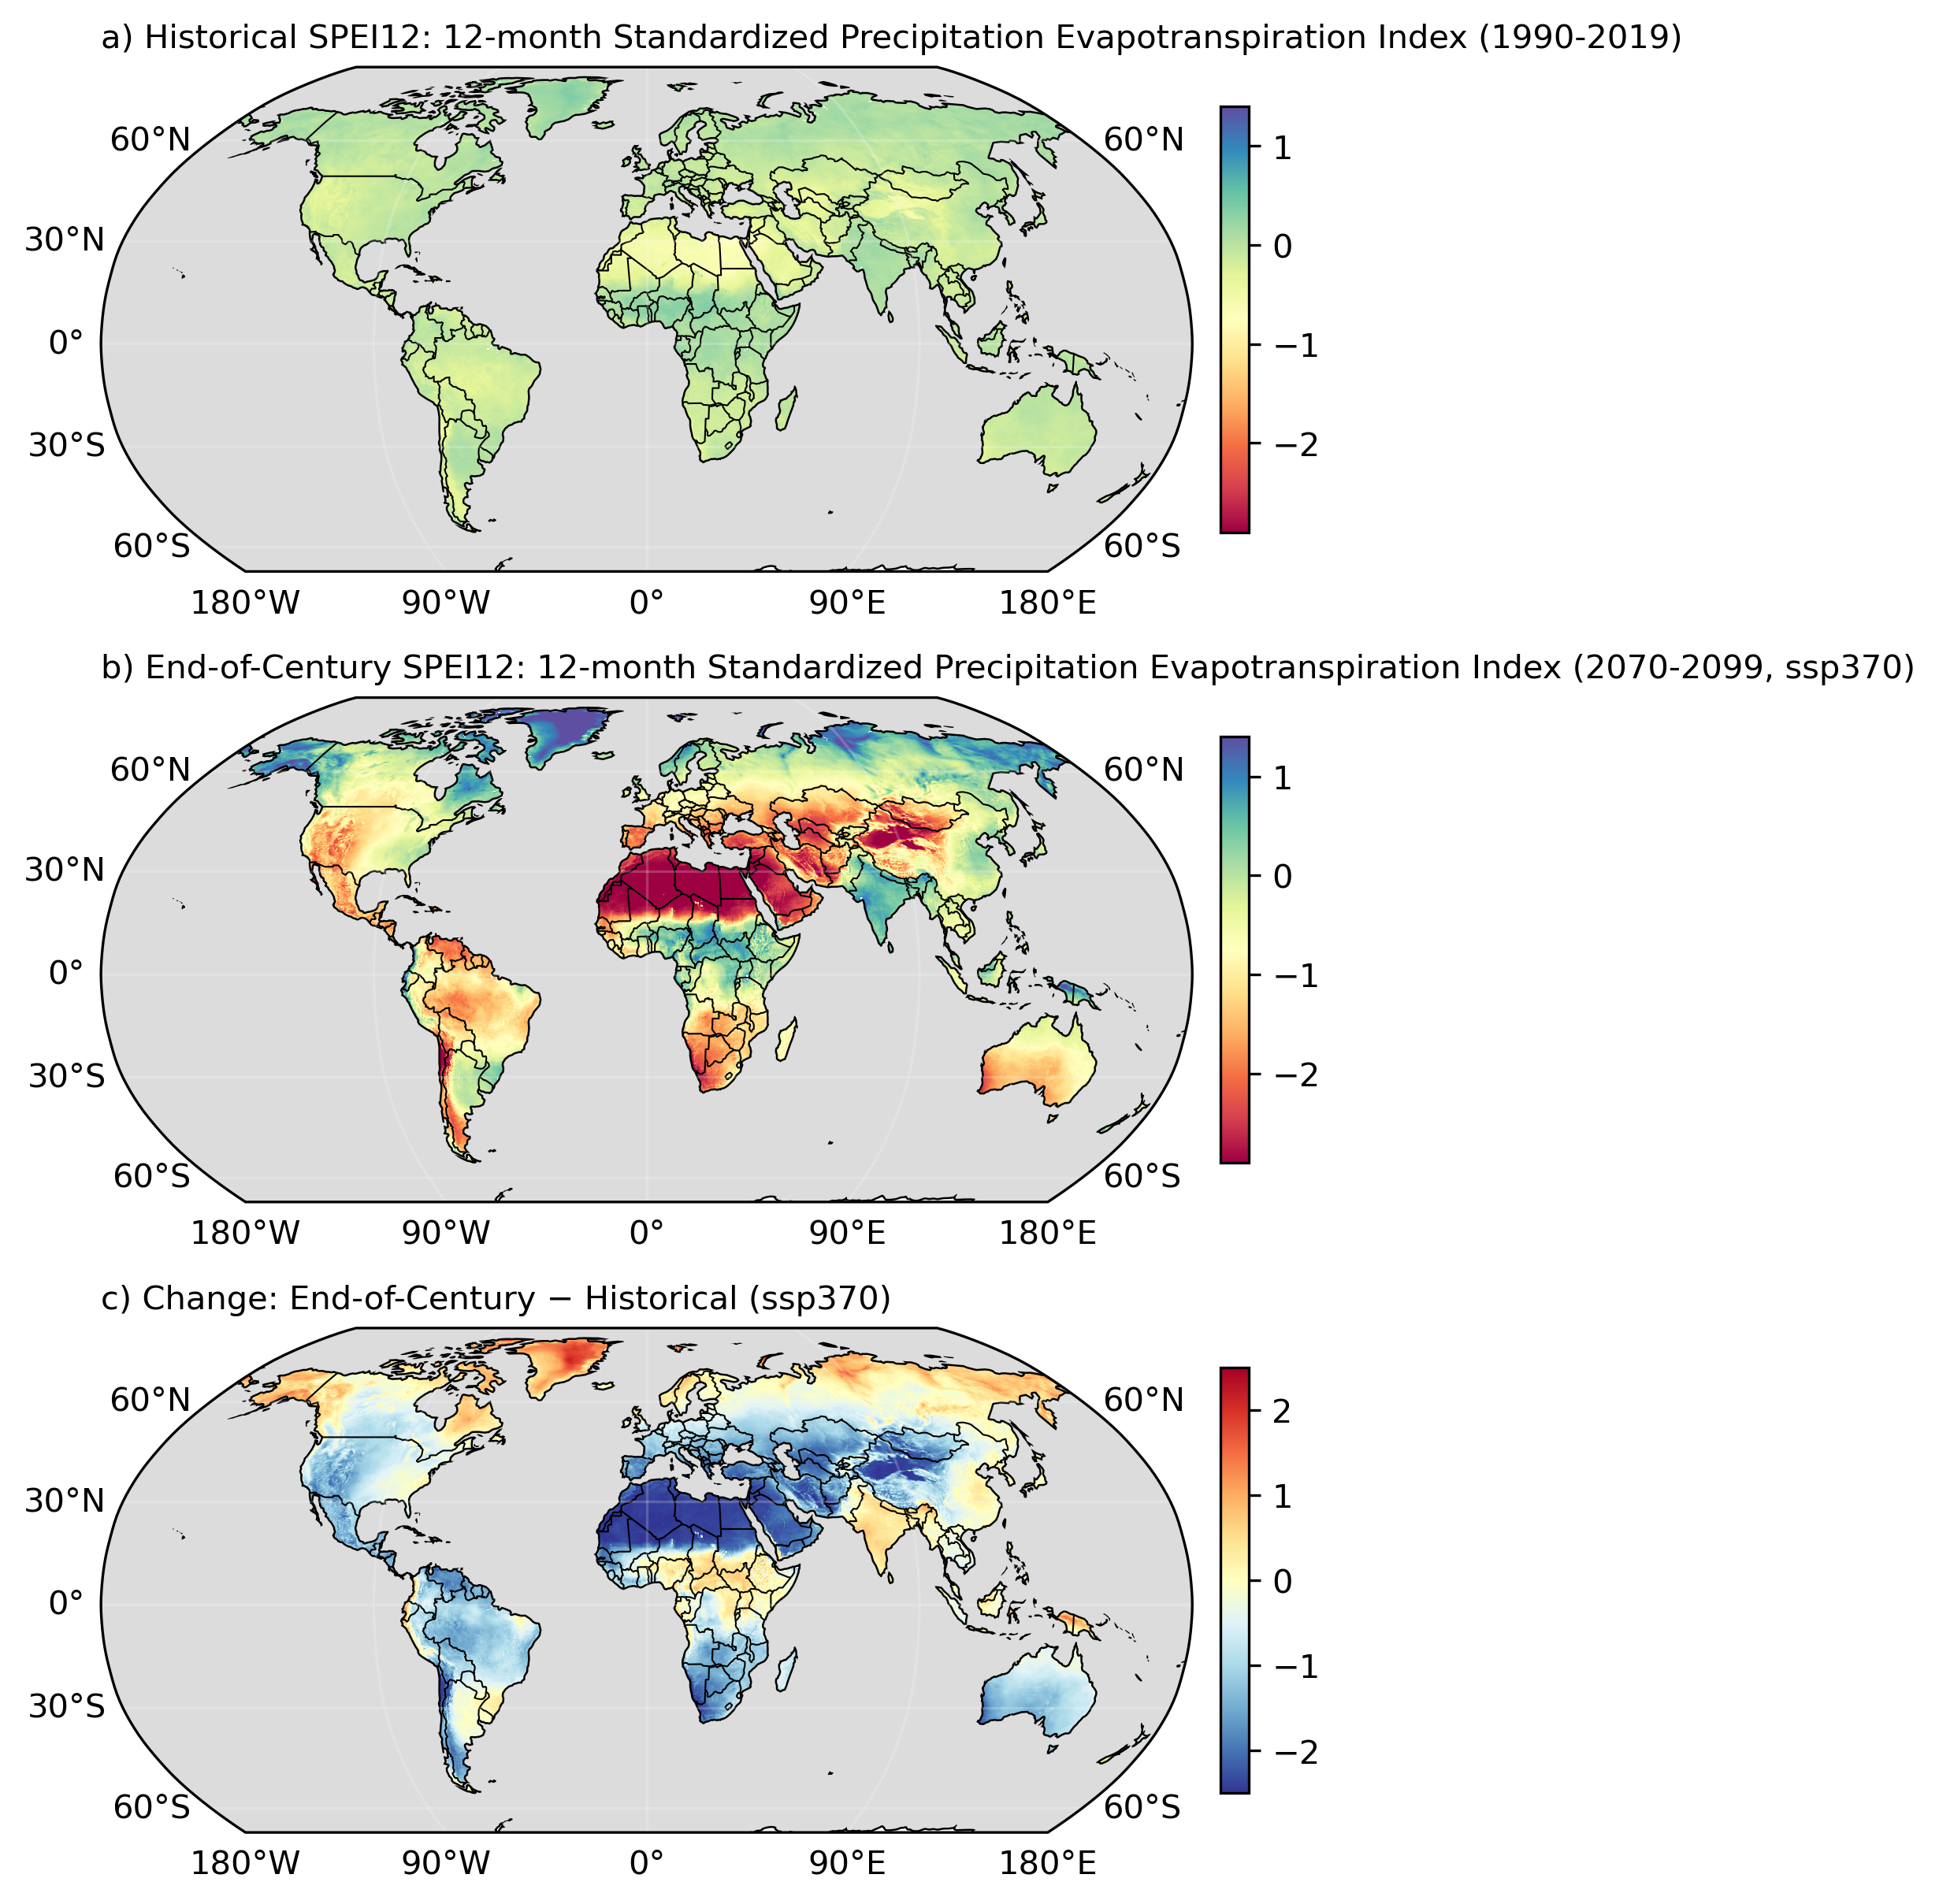 a) Historical SPEI12: 12-month Standardized Precipitation Evapotranspiration Index (1990-2019)
60°N 60°N
30°N
0°
30°S
60°S 60°S
180°W 90°W 0° 90°E 180°E
1
0
−1
−2
b) End-of-Century SPEI12: 12-month Standardized Precipitation Evapotranspiration Index (2070-2099, ssp370)
60°N 60°N
30°N
0°
30°S
60°S 60°S
180°W 90°W 0° 90°E 180°E
1
0
−1
−2
c) Change: End-of-Century − Historical (ssp370)
60°N 60°N
30°N
0°
30°S
60°S 60°S
180°W 90°W 0° 90°E 180°E
2
1
0
−1
−2